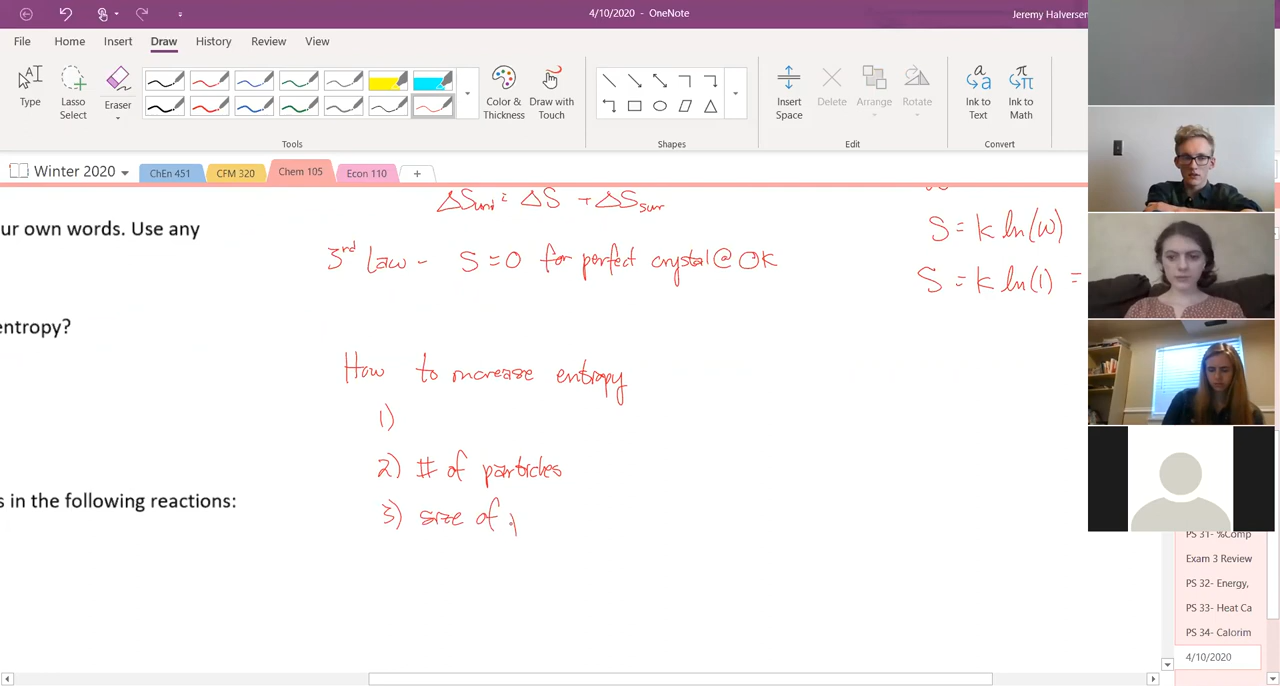 4/10/2020 - OneNote
Jeremy Halversen
File Home Insert Draw History Review View
Type
Lasso Select
Eraser
Color & Thickness
Draw with Touch
Insert Space
Delete
Arrange
Rotate
Ink to Text
Ink to Math
Tools Shapes Edit Convert
Winter 2020 ChEn 451 CFM 320 Chem 105 Econ 110 +
ΔSuni = ΔS + ΔSsur
ur own words. Use any
S = k ln(W)
3rd Law - S = 0 for perfect crystal @ 0K
S = k ln(1) =
entropy?
How to increase entropy
1)
2) # of particles
s in the following reactions:
3) size of
PS 31- %Comp
Exam 3 Review
PS 32- Energy,
PS 33- Heat Ca
PS 34- Calorim
4/10/2020